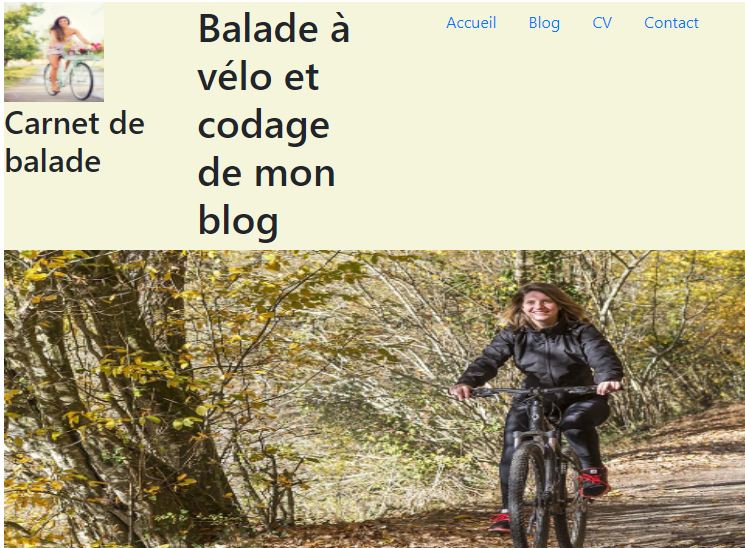 Carnet de
balade
Balade à
vélo et
codage
de mon
blog
Accueil Blog CV Contact